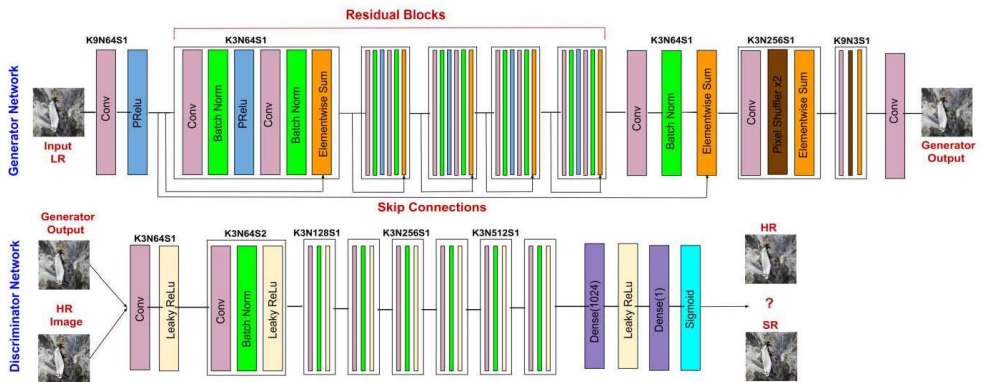 Residual Blocks
K9N64S1
K3N64S1
K3N64S1
K3N256S1
K9N3S1
Generator Network
Input
LR
Conv
PRelu
Conv
Batch Norm
PRelu
Conv
Batch Norm
Elementwise Sum
Conv
Batch Norm
Elementwise Sum
Conv
Pixel Shuffler x2
Elementwise Sum
Conv
Generator
Output
Skip Connections
Discriminator Network
Generator
Output
HR
Image
K3N64S1
K3N64S2
K3N128S1
K3N256S1
K3N512S1
Conv
Leaky ReLu
Conv
Batch Norm
Leaky ReLu
Dense(1024)
Leaky ReLu
Dense(1)
Sigmoid
HR
?
SR